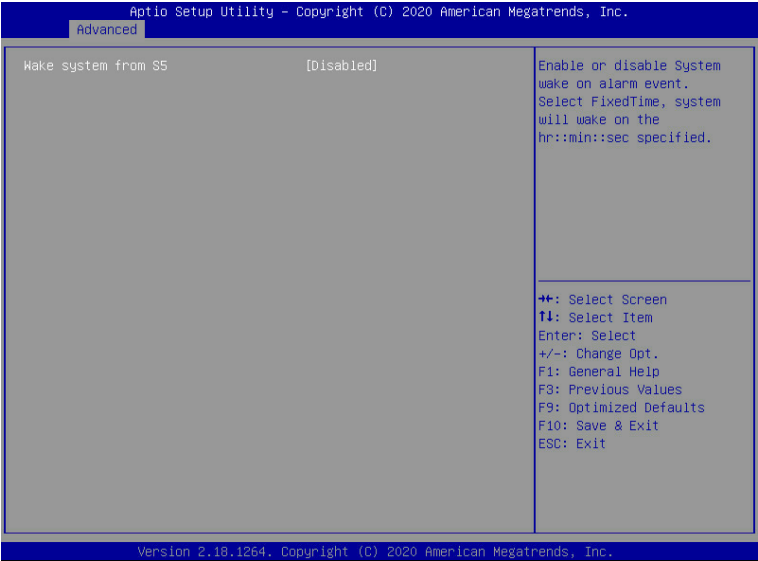 Aptio Setup Utility – Copyright (C) 2020 American Megatrends, Inc.
Advanced
Wake system from S5 [Disabled]
Enable or disable System
wake on alarm event.
Select FixedTime, system
will wake on the
hr::min::sec specified.
→←: Select Screen
↑↓: Select Item
Enter: Select
+/-: Change Opt.
F1: General Help
F3: Previous Values
F9: Optimized Defaults
F10: Save & Exit
ESC: Exit
Version 2.18.1264. Copyright (C) 2020 American Megatrends, Inc.